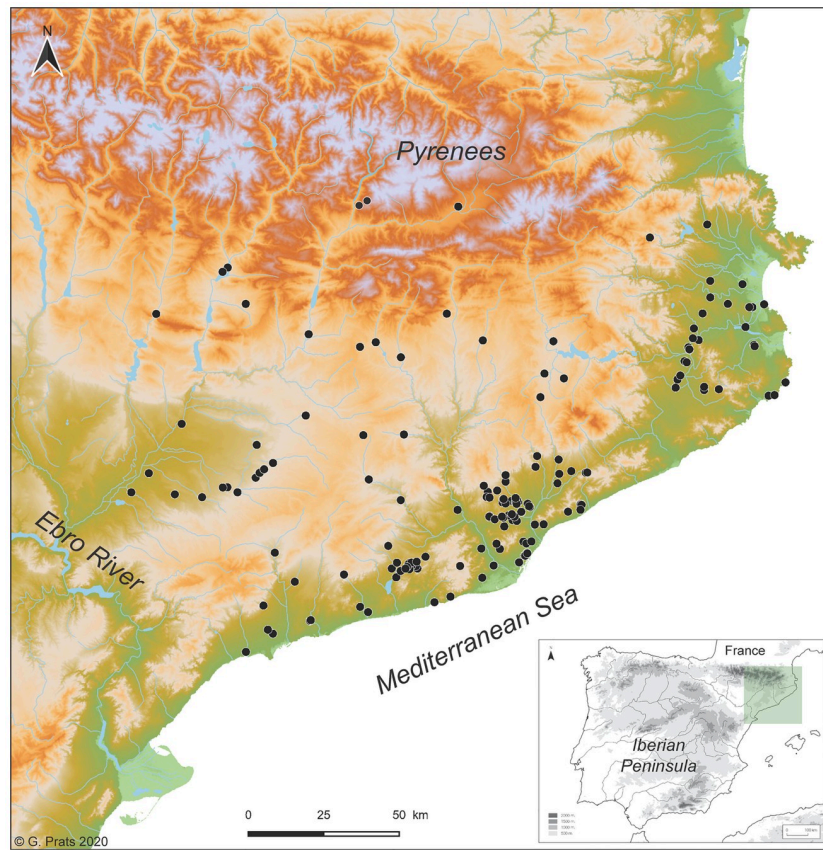 N
Pyrenees
Ebro River
Mediterranean Sea
0 25 50 km
© G. Prats 2020
France
Iberian
Peninsula